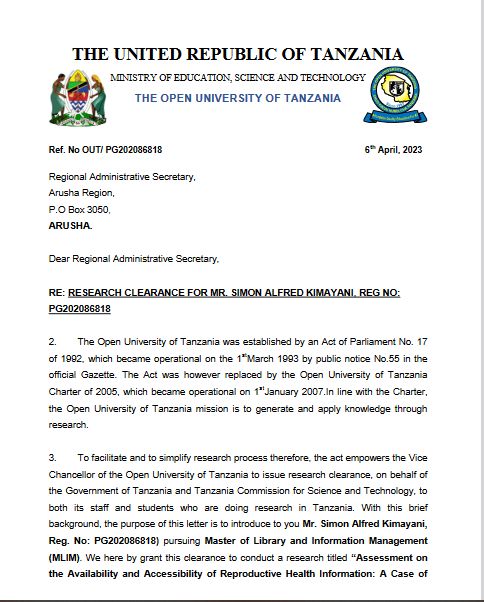 THE UNITED REPUBLIC OF TANZANIA
MINISTRY OF EDUCATION, SCIENCE AND TECHNOLOGY
THE OPEN UNIVERSITY OF TANZANIA
Ref. No OUT/ PG202086818 6th April, 2023
Regional Administrative Secretary,
Arusha Region,
P.O Box 3050,
ARUSHA.
Dear Regional Administrative Secretary,
RE: RESEARCH CLEARANCE FOR MR. SIMON ALFRED KIMAYANI, REG NO:
PG202086818
2. The Open University of Tanzania was established by an Act of Parliament No. 17
of 1992, which became operational on the 1stMarch 1993 by public notice No.55 in the
official Gazette. The Act was however replaced by the Open University of Tanzania
Charter of 2005, which became operational on 1stJanuary 2007.In line with the Charter,
the Open University of Tanzania mission is to generate and apply knowledge through
research.
3. To facilitate and to simplify research process therefore, the act empowers the Vice
Chancellor of the Open University of Tanzania to issue research clearance, on behalf of
the Government of Tanzania and Tanzania Commission for Science and Technology, to
both its staff and students who are doing research in Tanzania. With this brief
background, the purpose of this letter is to introduce to you Mr. Simon Alfred Kimayani,
Reg. No: PG202086818) pursuing Master of Library and Information Management
(MLIM). We here by grant this clearance to conduct a research titled “Assessment on
the Availability and Accessibility of Reproductive Health Information: A Case of